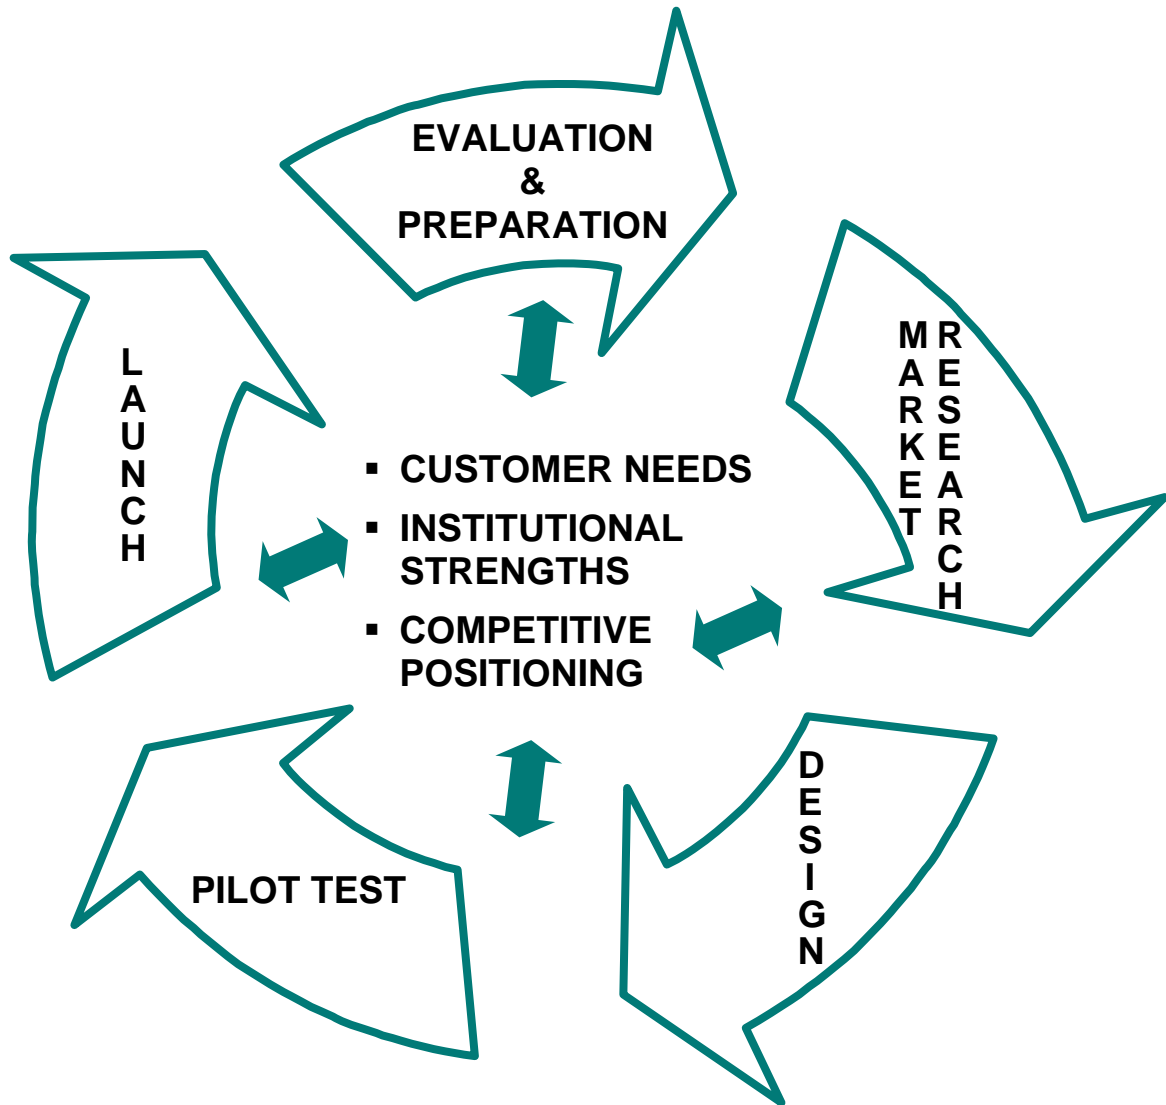 EVALUATION
&
PREPARATION
MARKET
RESEARCH
DESIGN
PILOT TEST
LAUNCH
▪ CUSTOMER NEEDS
▪ INSTITUTIONAL
STRENGTHS
▪ COMPETITIVE
POSITIONING